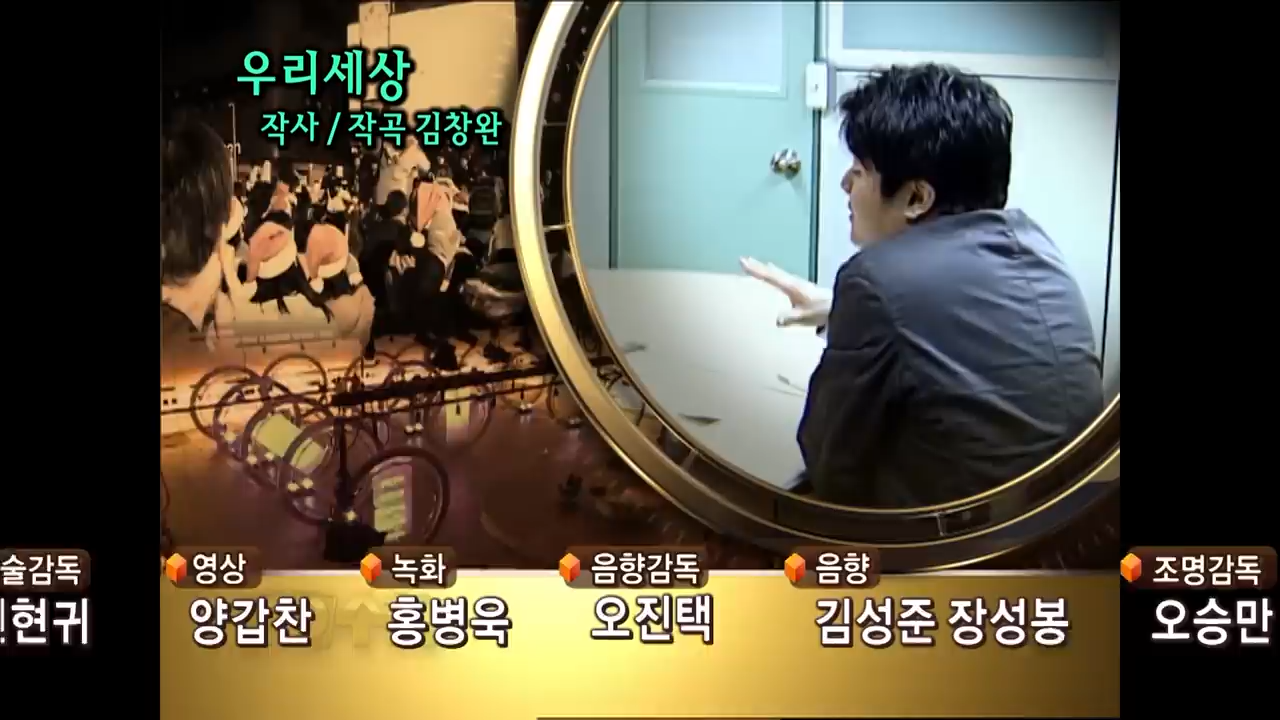 우리세상
작사 / 작곡 김창완
술감독 영상 녹화 음향감독 음향 조명감독
현귀 양갑찬 홍병욱 오진택 김성준 장성봉 오승만